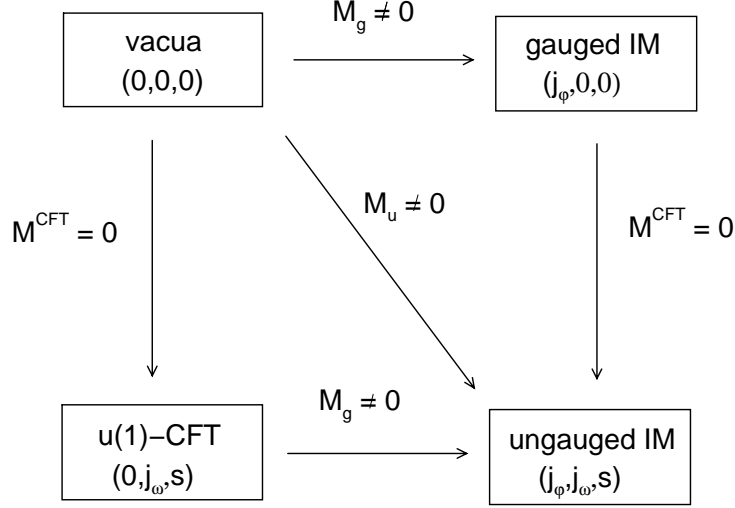 M_g ≠ 0
vacua
(0,0,0)
gauged IM
(j_φ,0,0)
M_u ≠ 0
M^CFT = 0
M^CFT = 0
M_g ≠ 0
u(1)−CFT
(0,j_ω,s)
ungauged IM
(j_φ,j_ω,s)